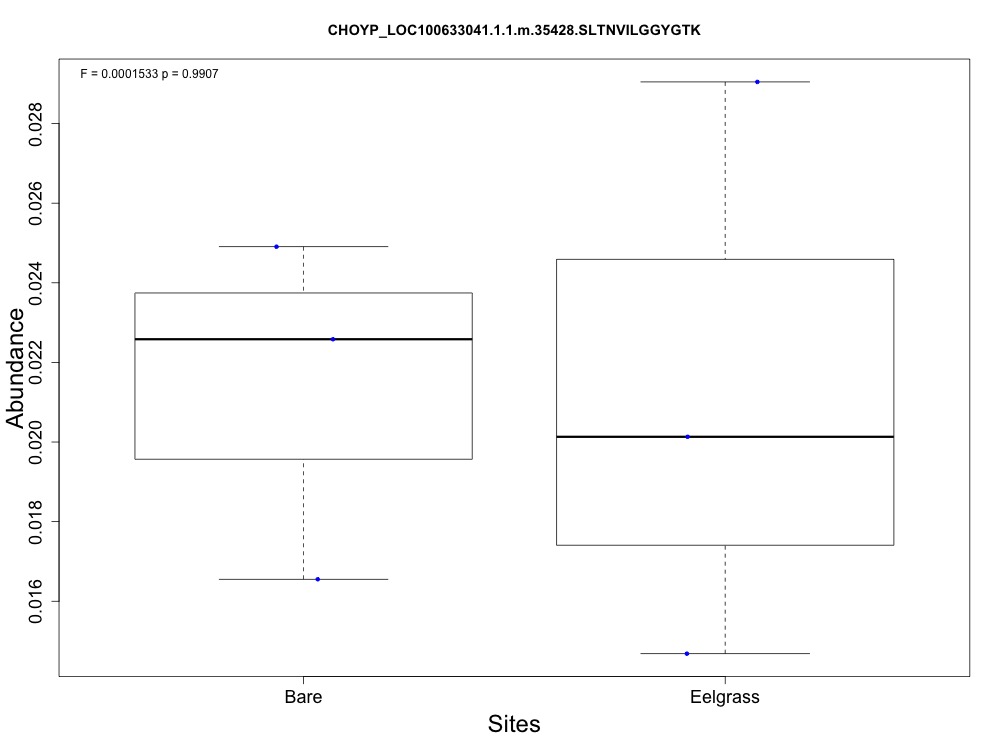 CHOYP_LOC100633041.1.1.m.35428.SLTNVILGGYGTK
F = 0.0001533 p = 0.9907
0.028
0.026
0.024
0.022
0.020
0.018
0.016
Abundance
Bare
Eelgrass
Sites